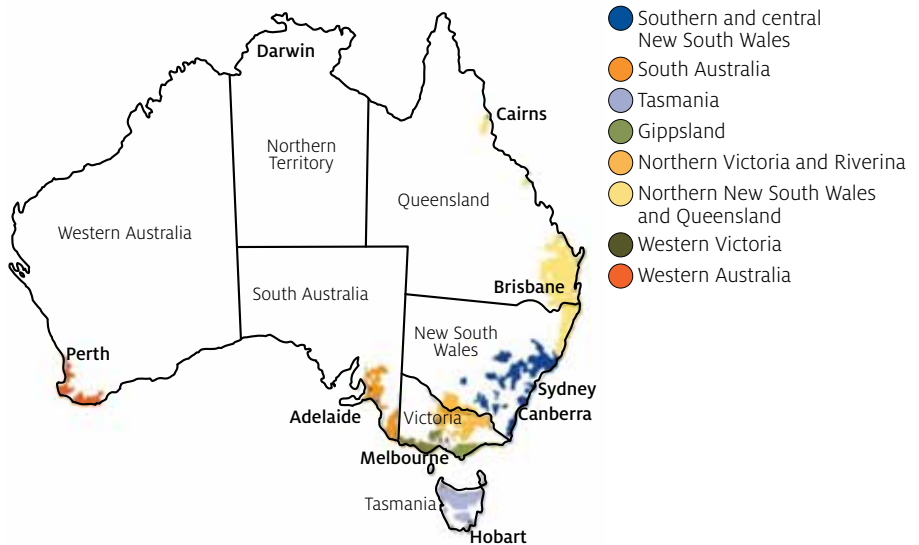 Darwin
Cairns
Northern
Territory
Queensland
Western Australia
South Australia
Brisbane
New South
Wales
Perth
Sydney
Adelaide
Victoria
Canberra
Melbourne
Tasmania
Hobart
Southern and central
New South Wales
South Australia
Tasmania
Gippsland
Northern Victoria and Riverina
Northern New South Wales
and Queensland
Western Victoria
Western Australia